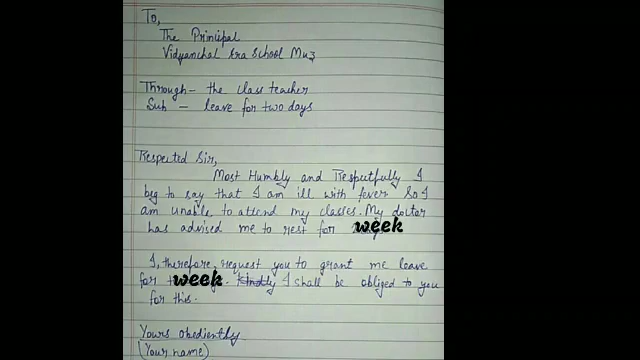 To,
The Principal
Vidyanchal Ara School Muz
Through - the class teacher
Sub - leave for two days
Respected Sir,
Most Humbly and Respectfully I
beg to say that I am ill with fever So I
am unable to attend my classes. My doctor
has advised me to rest for week
I, therefore, request you to grant me leave
for week. Kindly I shall be obliged to you
for this.
Yours obediently
(Your name)